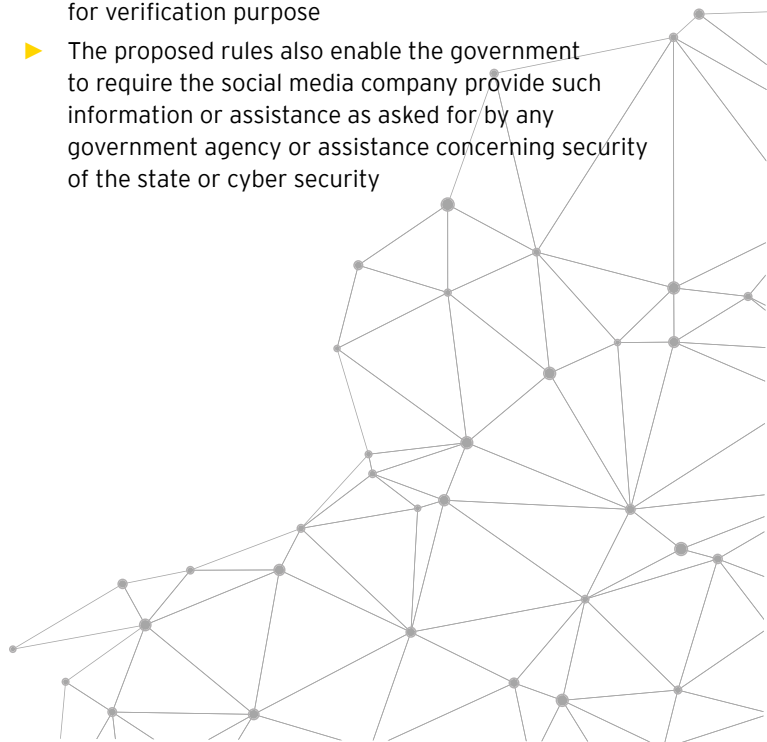 for verification purpose
The proposed rules also enable the government
to require the social media company provide such
information or assistance as asked for by any
government agency or assistance concerning security
of the state or cyber security